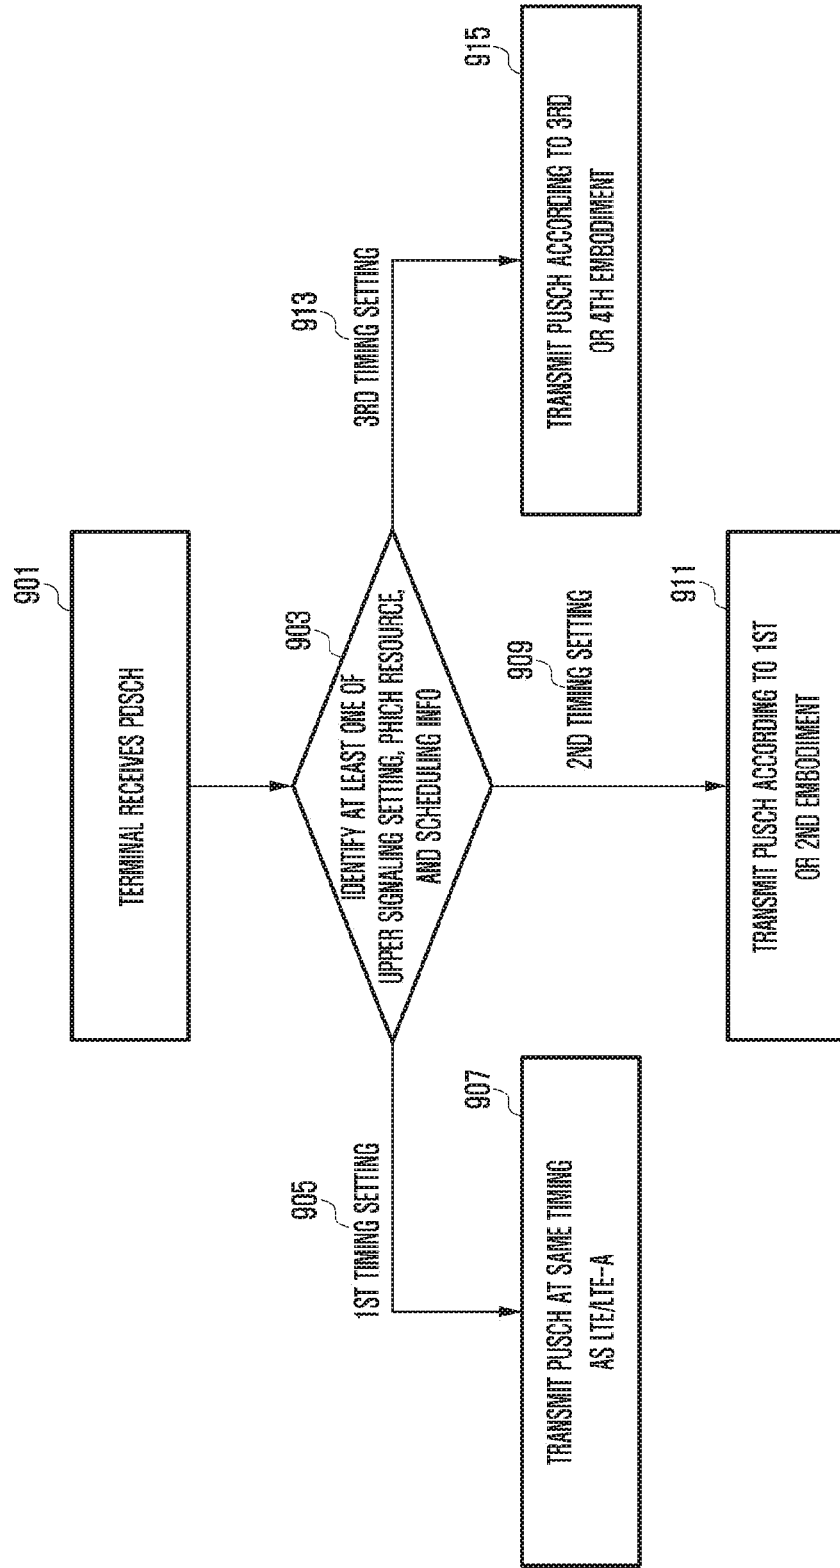 901
TERMINAL RECEIVES PDSCH
903
IDENTIFY AT LEAST ONE OF
UPPER SIGNALING SETTING, PHICH RESOURCE,
AND SCHEDULING INFO
905
1ST TIMING SETTING
907
TRANSMIT PUSCH AT SAME TIMING
AS LTE/LTE-A
909
2ND TIMING SETTING
911
TRANSMIT PUSCH ACCORDING TO 1ST
OR 2ND EMBODIMENT
913
3RD TIMING SETTING
915
TRANSMIT PUSCH ACCORDING TO 3RD
OR 4TH EMBODIMENT